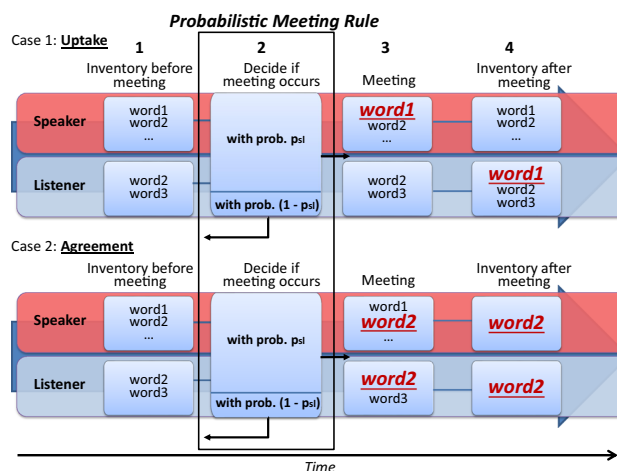 Probabilistic Meeting Rule
Case 1: Uptake
1 2 3 4
Inventory before meeting
Decide if meeting occurs
Meeting
Inventory after meeting
Speaker
word1
word2
...
with prob. psl
word1
word2
...
word1
word2
...
Listener
word2
word3
with prob. (1 - psl)
word2
word3
word1
word2
word3
Case 2: Agreement
Inventory before meeting
Decide if meeting occurs
Meeting
Inventory after meeting
Speaker
word1
word2
...
with prob. psl
word1
word2
...
word2
Listener
word2
word3
with prob. (1 - psl)
word2
word3
word2
Time